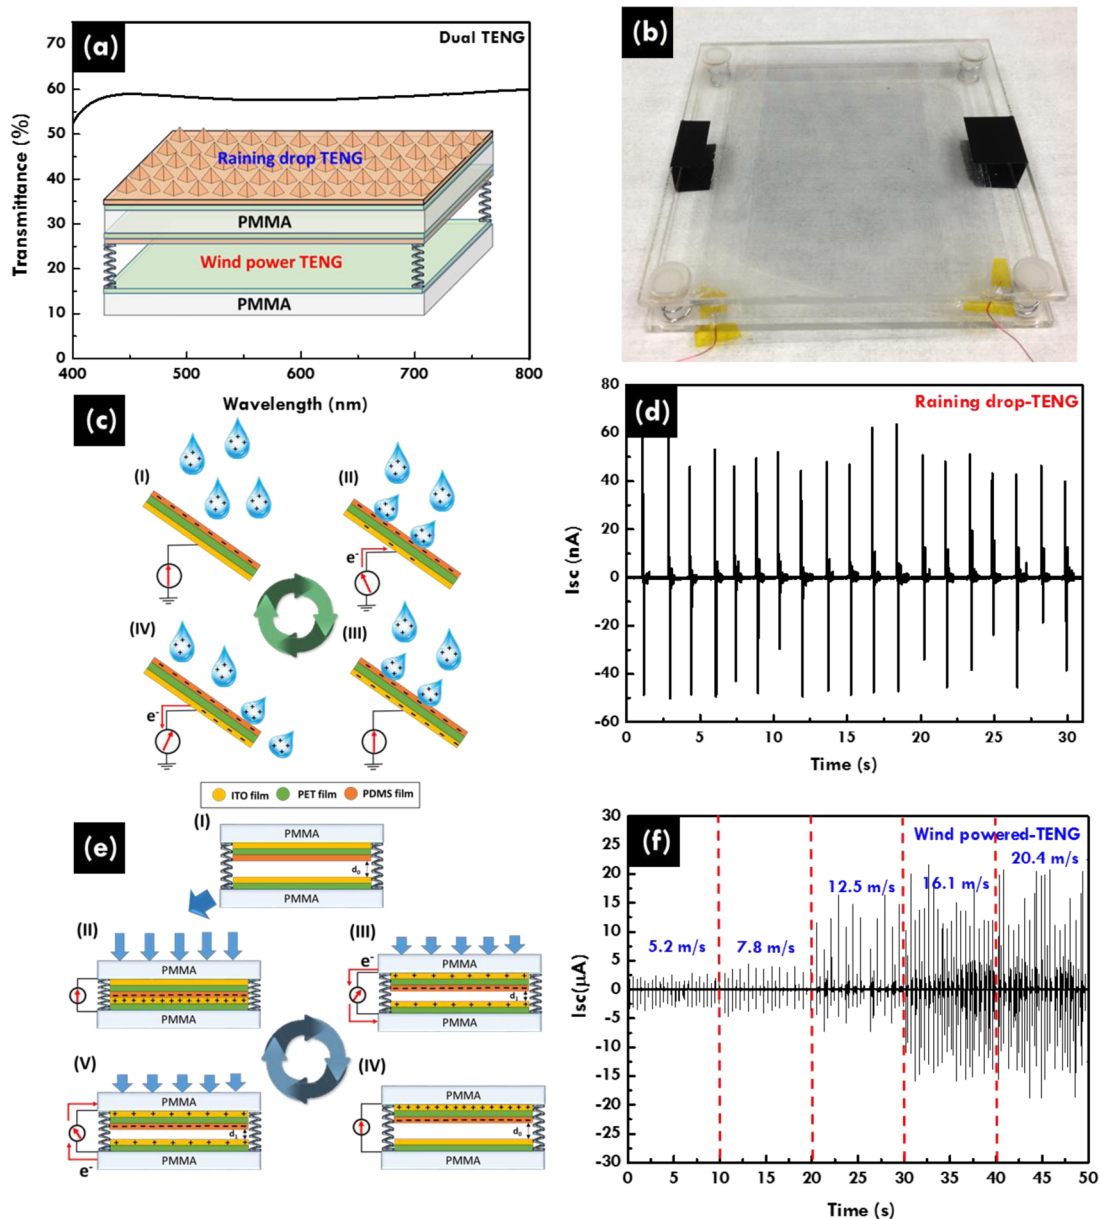 (a)
Dual TENG
Transmittance (%)
70
60
50
40
30
20
10
0
Raining drop TENG
PMMA
Wind power TENG
PMMA
400 500 600 700 800
Wavelength (nm)
(b)
(c)
(I)
(II)
e-
(IV)
(III)
e-
ITO film PET film PDMS film
(d)
Raining drop-TENG
Isc (nA)
80
60
40
20
0
-20
-40
-60
0 5 10 15 20 25 30
Time (s)
(e)
(I)
PMMA
d0
PMMA
(II)
PMMA
PMMA
(III)
e-
PMMA
d1
PMMA
(V)
PMMA
d1
e-
PMMA
(IV)
PMMA
d0
PMMA
(f)
Wind powered-TENG
5.2 m/s
7.8 m/s
12.5 m/s
16.1 m/s
20.4 m/s
Isc(μA)
30
25
20
15
10
5
0
-5
-10
-15
-20
-25
-30
0 5 10 15 20 25 30 35 40 45 50
Time (s)